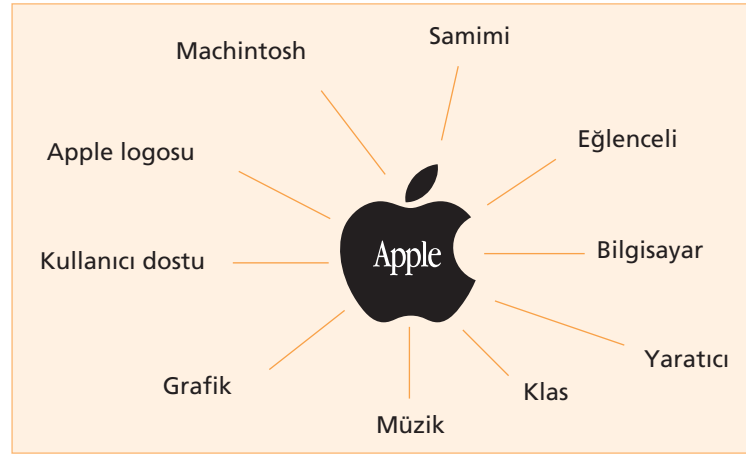 Samimi
Machintosh
Eğlenceli
Apple logosu
Apple
Bilgisayar
Kullanıcı dostu
Yaratıcı
Grafik
Klas
Müzik